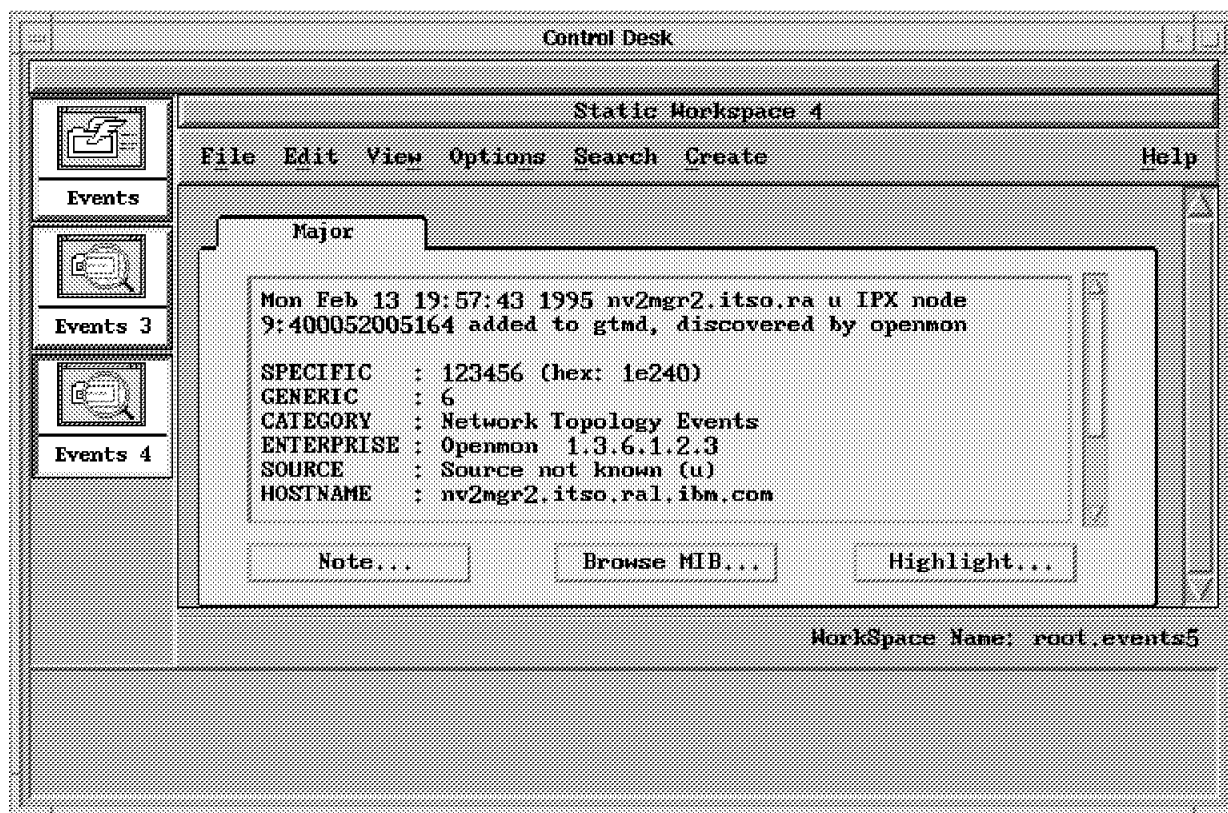 Control Desk
Static Workspace 4
File Edit View Options Search Create Help
Events
Events 3
Events 4
Major
Mon Feb 13 19:57:43 1995 nv2mgr2.itso.ra u IPX node
9:400052005164 added to gtmd, discovered by openmon
SPECIFIC : 123456 (hex: 1e240)
GENERIC : 6
CATEGORY : Network Topology Events
ENTERPRISE : Openmon 1.3.6.1.2.3
SOURCE : Source not known (u)
HOSTNAME : nv2mgr2.itso.ral.ibm.com
Note... Browse MIB... Highlight...
WorkSpace Name: root.events5